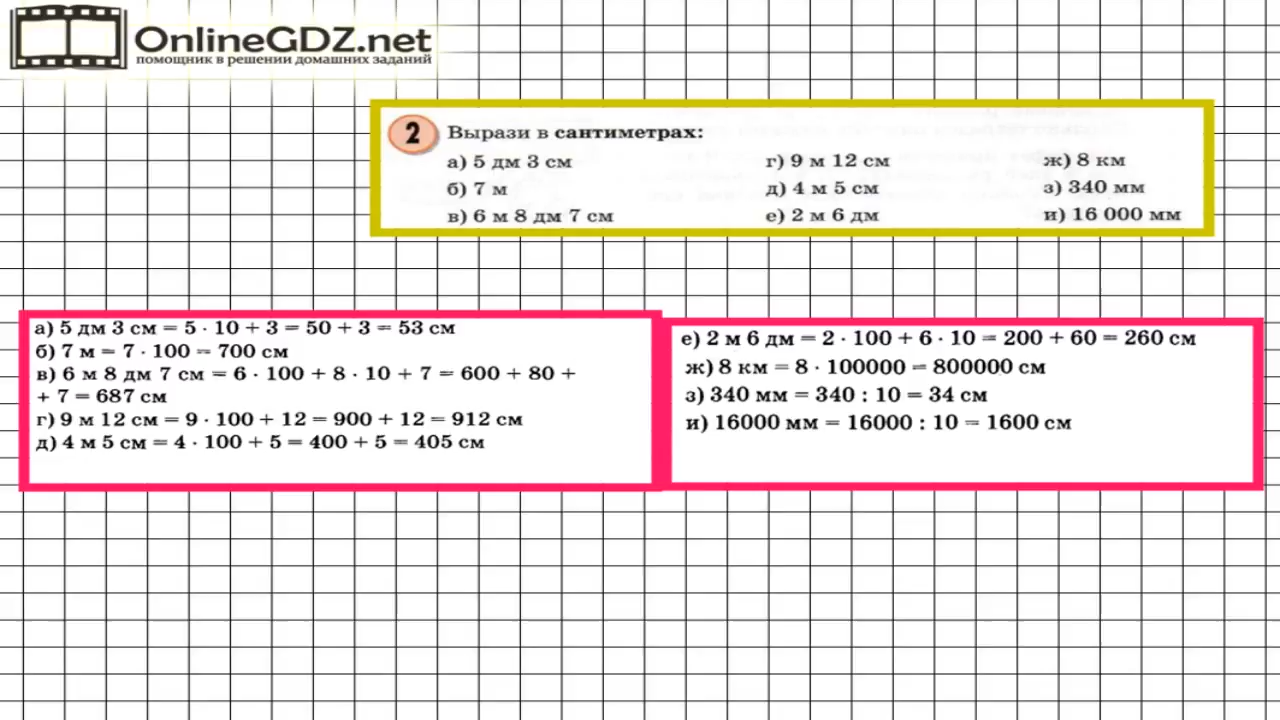 OnlineGDZ.net
помощник в решении домашних заданий
2 Вырази в сантиметрах:
а) 5 дм 3 см г) 9 м 12 см ж) 8 км
б) 7 м д) 4 м 5 см з) 340 мм
в) 6 м 8 дм 7 см е) 2 м 6 дм и) 16 000 мм
а) 5 дм 3 см = 5 · 10 + 3 = 50 + 3 = 53 см
б) 7 м = 7 · 100 = 700 см
в) 6 м 8 дм 7 см = 6 · 100 + 8 · 10 + 7 = 600 + 80 +
+ 7 = 687 см
г) 9 м 12 см = 9 · 100 + 12 = 900 + 12 = 912 см
д) 4 м 5 см = 4 · 100 + 5 = 400 + 5 = 405 см
е) 2 м 6 дм = 2 · 100 + 6 · 10 = 200 + 60 = 260 см
ж) 8 км = 8 · 100000 = 800000 см
з) 340 мм = 340 : 10 = 34 см
и) 16000 мм = 16000 : 10 = 1600 см